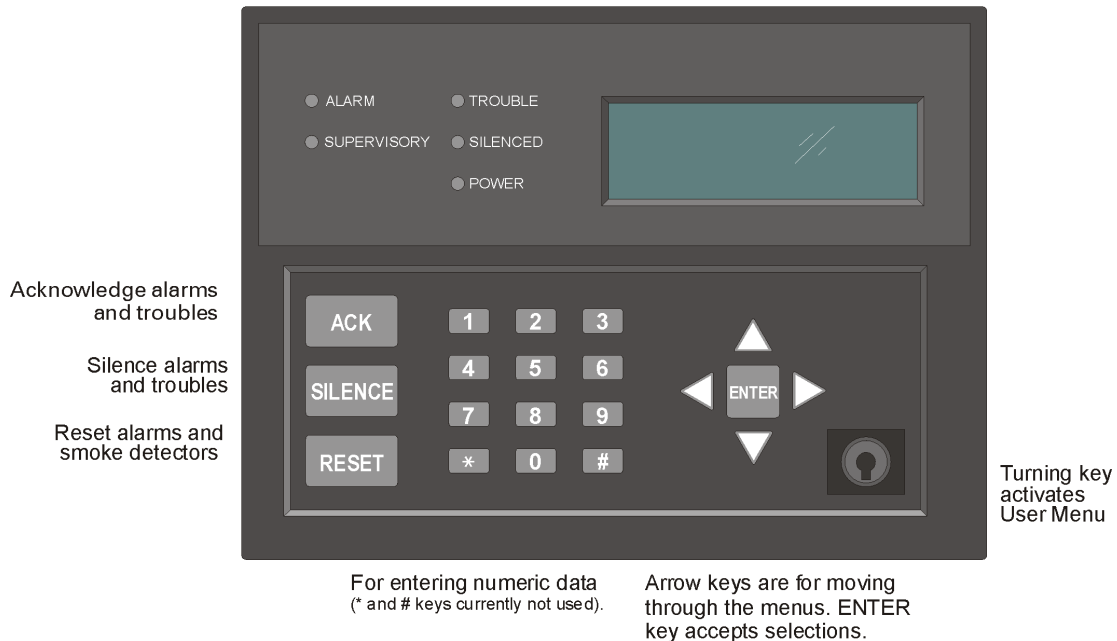 ALARM
TROUBLE
SUPERVISORY
SILENCED
POWER
Acknowledge alarms
and troubles
Silence alarms
and troubles
Reset alarms and
smoke detectors
ACK
SILENCE
RESET
1 2 3
4 5 6
7 8 9
* 0 #
ENTER
Turning key
activates
User Menu
For entering numeric data
(* and # keys currently not used).
Arrow keys are for moving
through the menus. ENTER
key accepts selections.